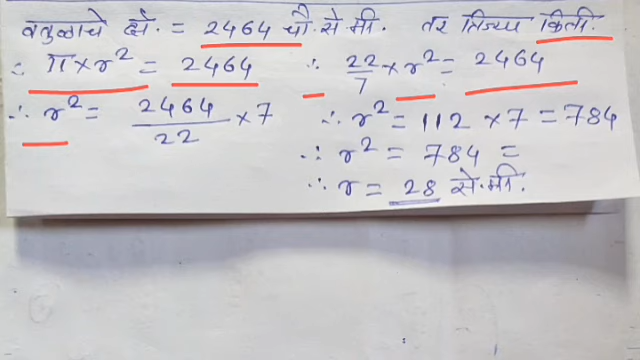 वर्तुळाचे क्षे. = 2464 चौ.से.मी. तर त्रिज्या किती.
∴ π × r² = 2464 ∴ 22/7 × r² = 2464
∴ r² = 2464/22 × 7 ∴ r² = 112 × 7 = 784
∴ r² = 784 =
∴ r = 28 से.मी.